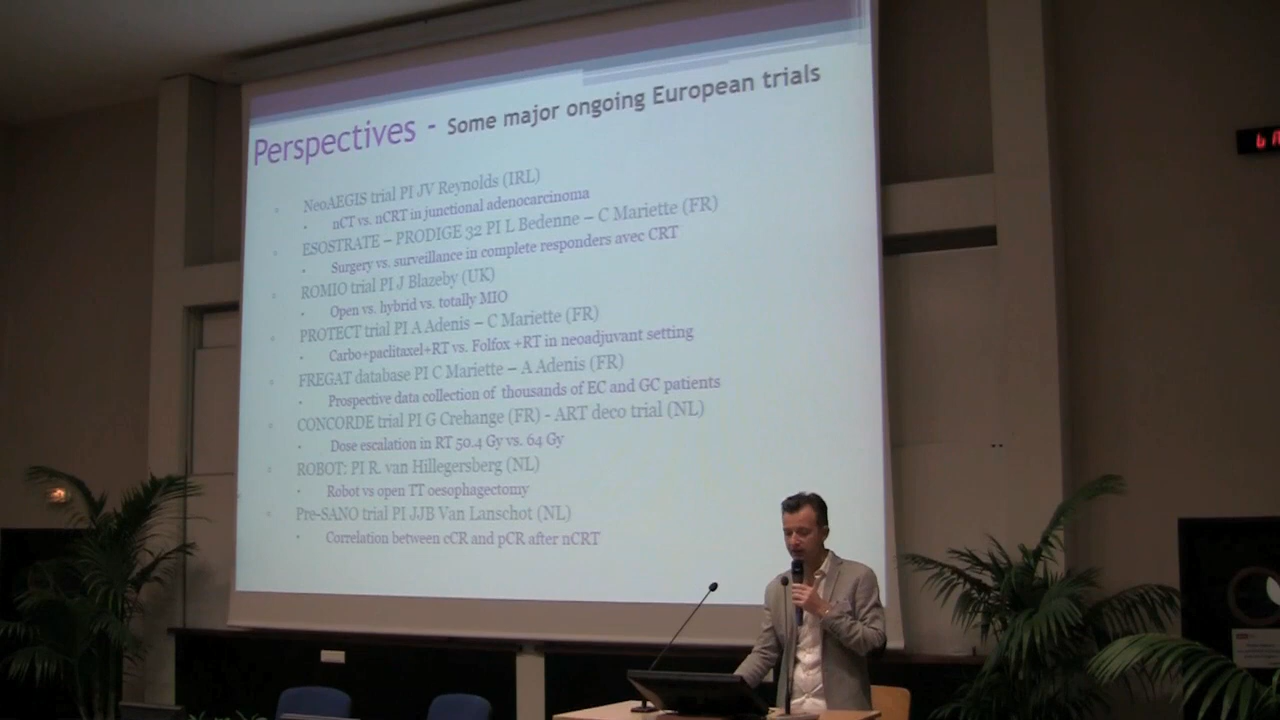 Perspectives - Some major ongoing European trials
NeoAEGIS trial PI JV Reynolds (IRL)
nCT vs. nCRT in junctional adenocarcinoma
ESOSTRATE – PRODIGE 32 PI L Bedenne – C Mariette (FR)
Surgery vs. surveillance in complete responders avec CRT
ROMIO trial PI J Blazeby (UK)
Open vs. hybrid vs. totally MIO
PROTECT trial PI A Adenis – C Mariette (FR)
Carbo+paclitaxel+RT vs. Folfox +RT in neoadjuvant setting
FREGAT database PI C Mariette – A Adenis (FR)
Prospective data collection of thousands of EC and GC patients
CONCORDE trial PI G Crehange (FR) - ART deco trial (NL)
Dose escalation in RT 50.4 Gy vs. 64 Gy
ROBOT: PI R. van Hillegersberg (NL)
Robot vs open TT oesophagectomy
Pre-SANO trial PI JJB Van Lanschot (NL)
Correlation between cCR and pCR after nCRT